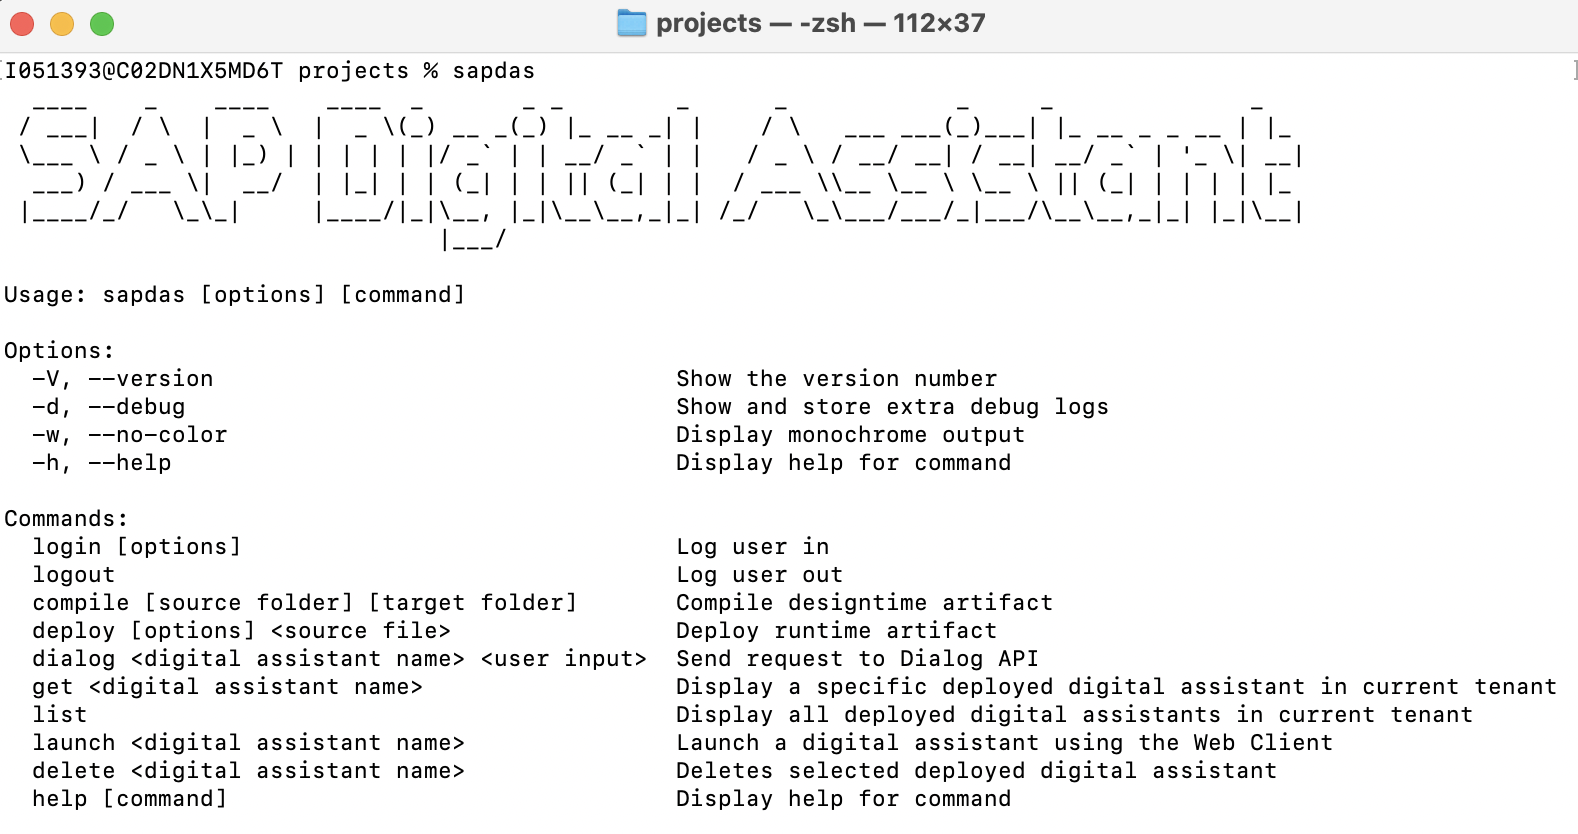 projects — -zsh — 112×37
I051393@C02DN1X5MD6T projects % sapdas
SAP Digital Assistant
Usage: sapdas [options] [command]
Options:
-V, --version Show the version number
-d, --debug Show and store extra debug logs
-w, --no-color Display monochrome output
-h, --help Display help for command
Commands:
login [options] Log user in
logout Log user out
compile [source folder] [target folder] Compile designtime artifact
deploy [options] <source file> Deploy runtime artifact
dialog <digital assistant name> <user input> Send request to Dialog API
get <digital assistant name> Display a specific deployed digital assistant in current tenant
list Display all deployed digital assistants in current tenant
launch <digital assistant name> Launch a digital assistant using the Web Client
delete <digital assistant name> Deletes selected deployed digital assistant
help [command] Display help for command